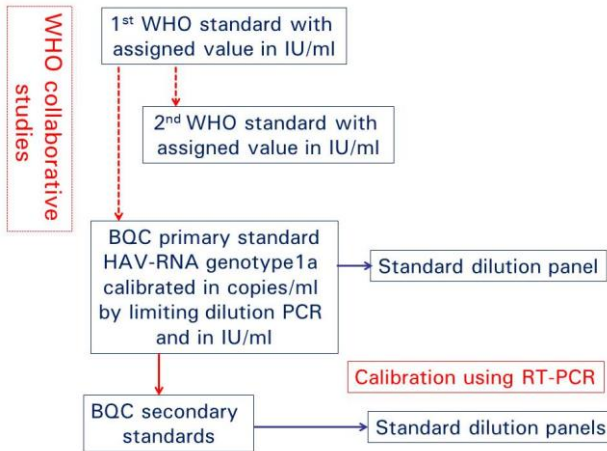 WHO collaborative
studies
1st WHO standard with
assigned value in IU/ml
2nd WHO standard with
assigned value in IU/ml
BQC primary standard
HAV-RNA genotype1a
calibrated in copies/ml
by limiting dilution PCR
and in IU/ml
Standard dilution panel
Calibration using RT-PCR
BQC secondary
standards
Standard dilution panels